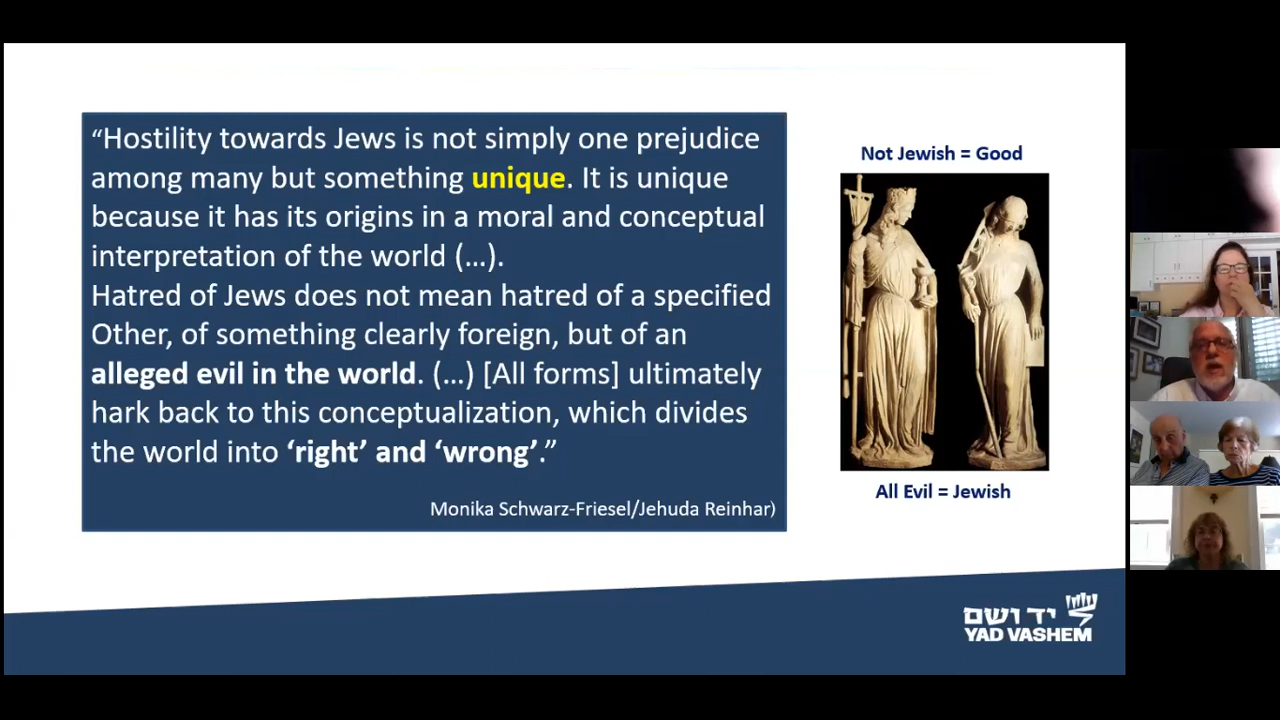 “Hostility towards Jews is not simply one prejudice
among many but something unique. It is unique
because it has its origins in a moral and conceptual
interpretation of the world (…).
Hatred of Jews does not mean hatred of a specified
Other, of something clearly foreign, but of an
alleged evil in the world. (…) [All forms] ultimately
hark back to this conceptualization, which divides
the world into ‘right’ and ‘wrong’.”
Monika Schwarz-Friesel/Jehuda Reinhar)
Not Jewish = Good
All Evil = Jewish
יד ושם
YAD VASHEM